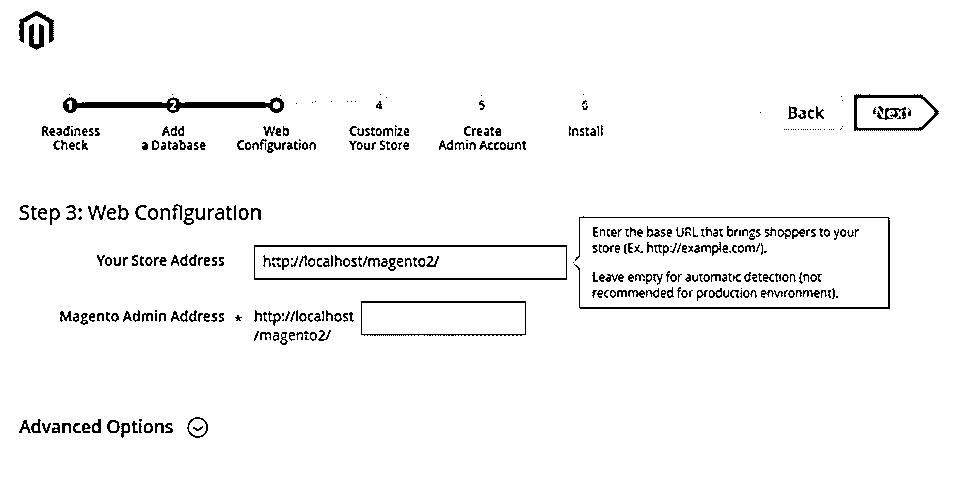 1
2
4
5
6
Readiness
Check
Add
a Database
Web
Configuration
Customize
Your Store
Create
Admin Account
Install
Back
Next
Step 3: Web Configuration
Your Store Address
http://localhost/magento2/
Enter the base URL that brings shoppers to your
store (Ex. http://example.com/).
Leave empty for automatic detection (not
recommended for production environment).
Magento Admin Address *
http://localhost
/magento2/
Advanced Options